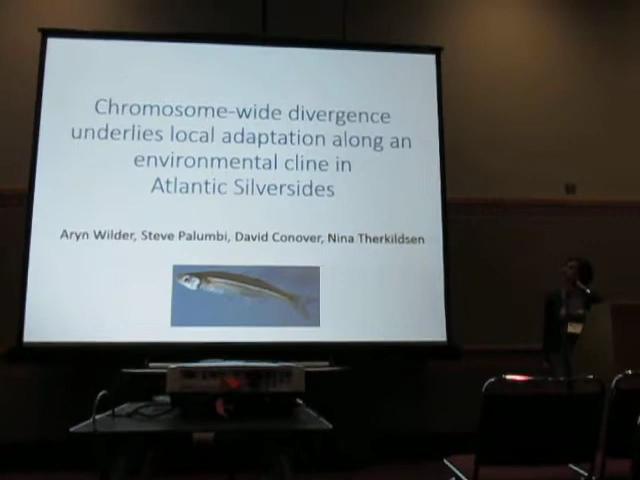 Chromosome-wide divergence
underlies local adaptation along an
environmental cline in
Atlantic Silversides
Aryn Wilder, Steve Palumbi, David Conover, Nina Therkildsen